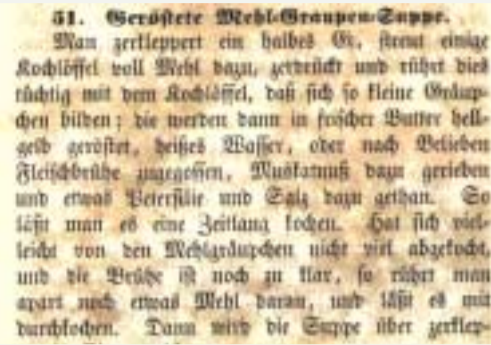 51. Geröstete Mehl-Graupen-Suppe.
Man zerkleppert ein halbes Ei, streut einige
Kochlöffel voll Mehl dazu, zerdrückt und rührt dies
tüchtig mit dem Kochlöffel, daß sich so kleine Gräup-
chen bilden; die werden dann in frischer Butter hell-
gelb geröstet, heißes Wasser, oder nach Belieben
Fleischbrühe zugegossen, Muskatnuß dazu gerieben
und etwas Petersilie und Salz dazu gethan. So
läßt man es eine Zeitlang kochen. Hat sich viel-
leicht von den Mehlgräupchen nicht viel abgekocht,
und die Brühe ist noch zu klar, so rührt man
apart noch etwas Mehl daran, und läßt es mit
durchkochen. Dann wird die Suppe über zerklep-